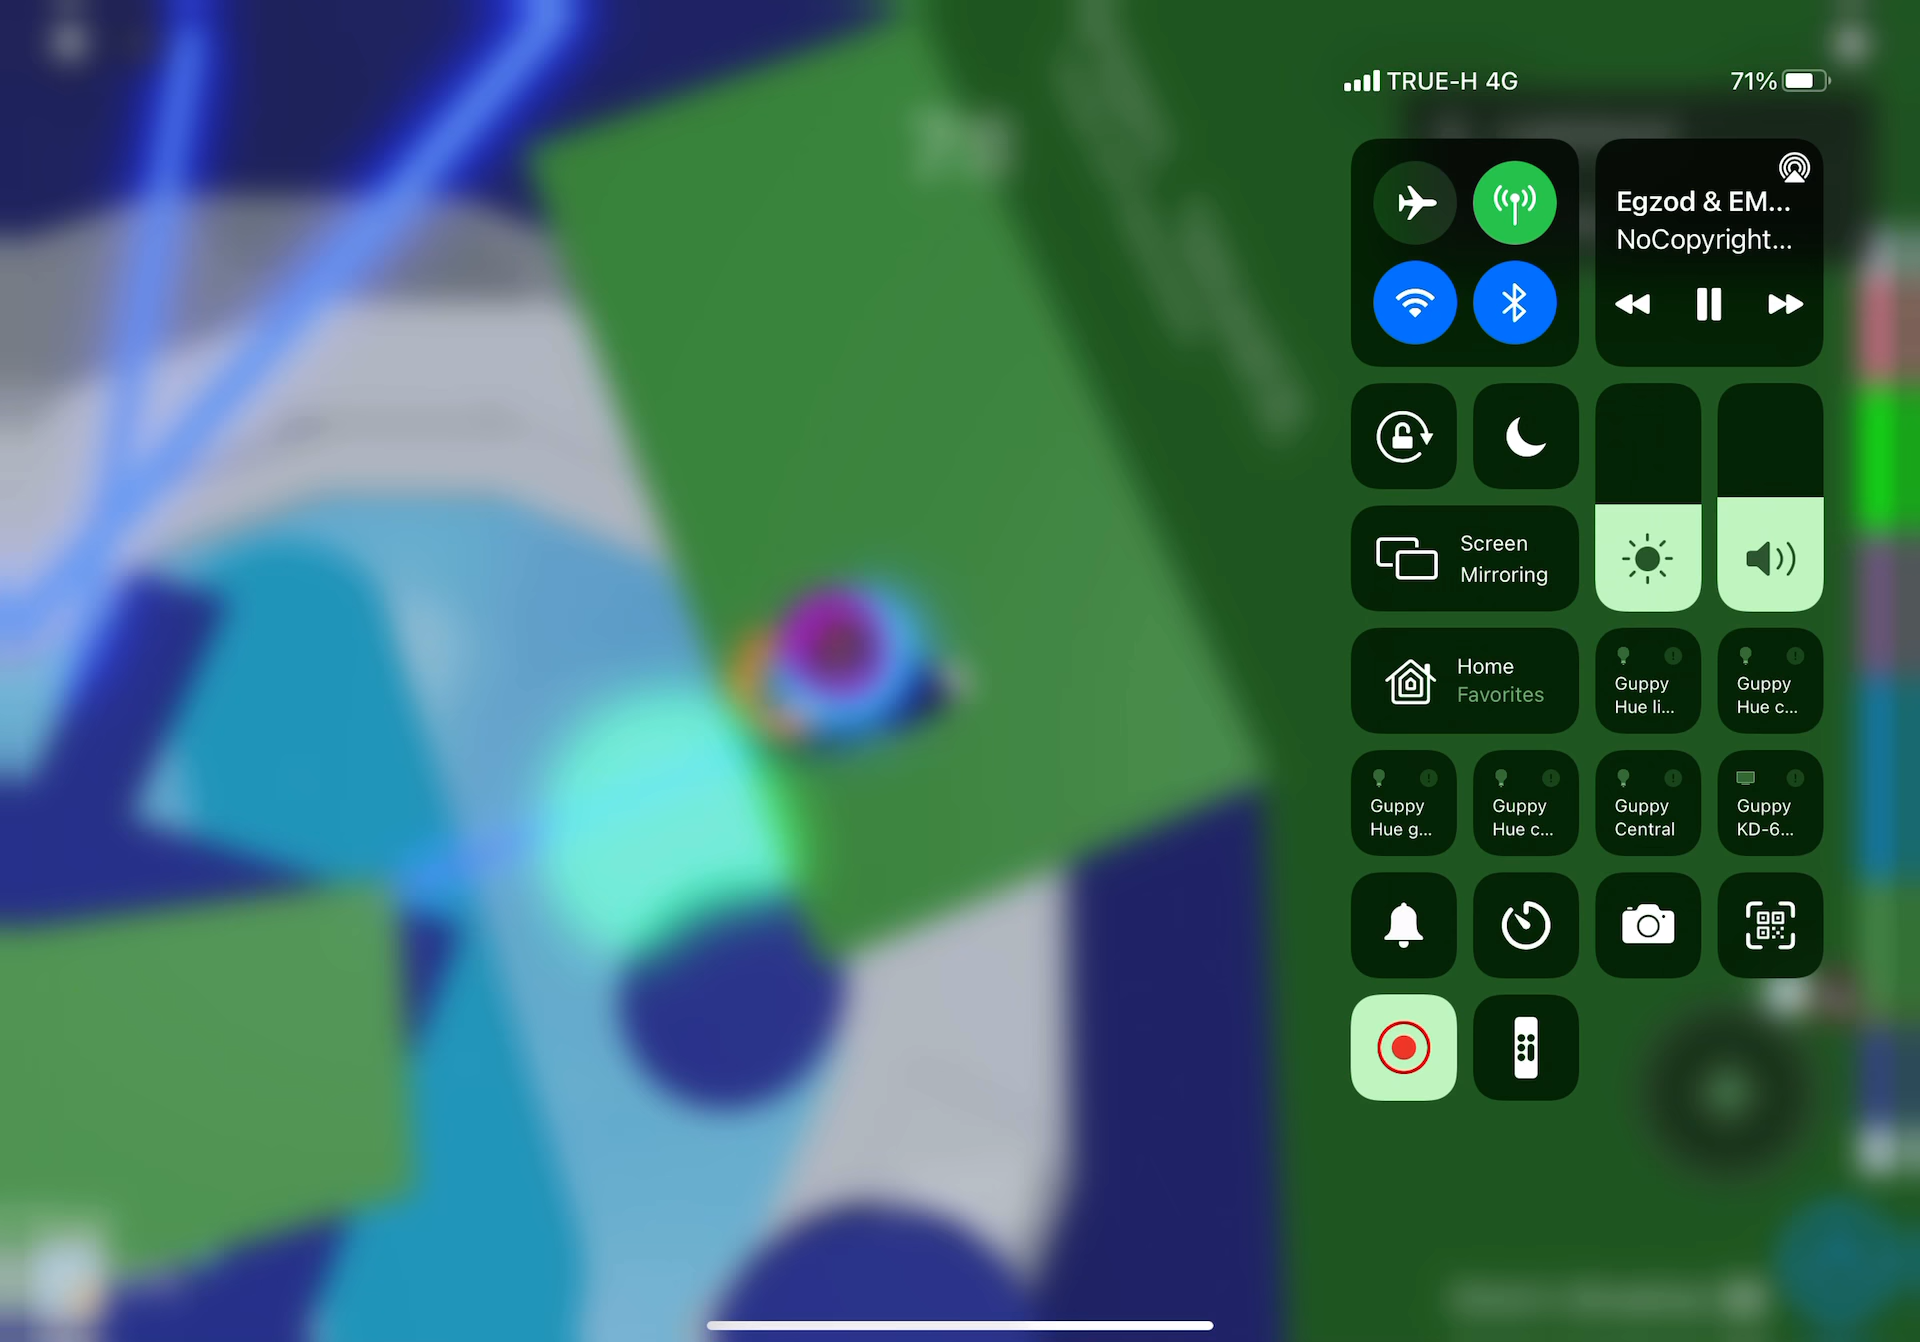 TRUE-H 4G
71%
Egzod & EM...
NoCopyright...
Screen
Mirroring
Home
Favorites
Guppy
Hue li...
Guppy
Hue c...
Guppy
Hue g...
Guppy
Hue c...
Guppy
Central
Guppy
KD-6...